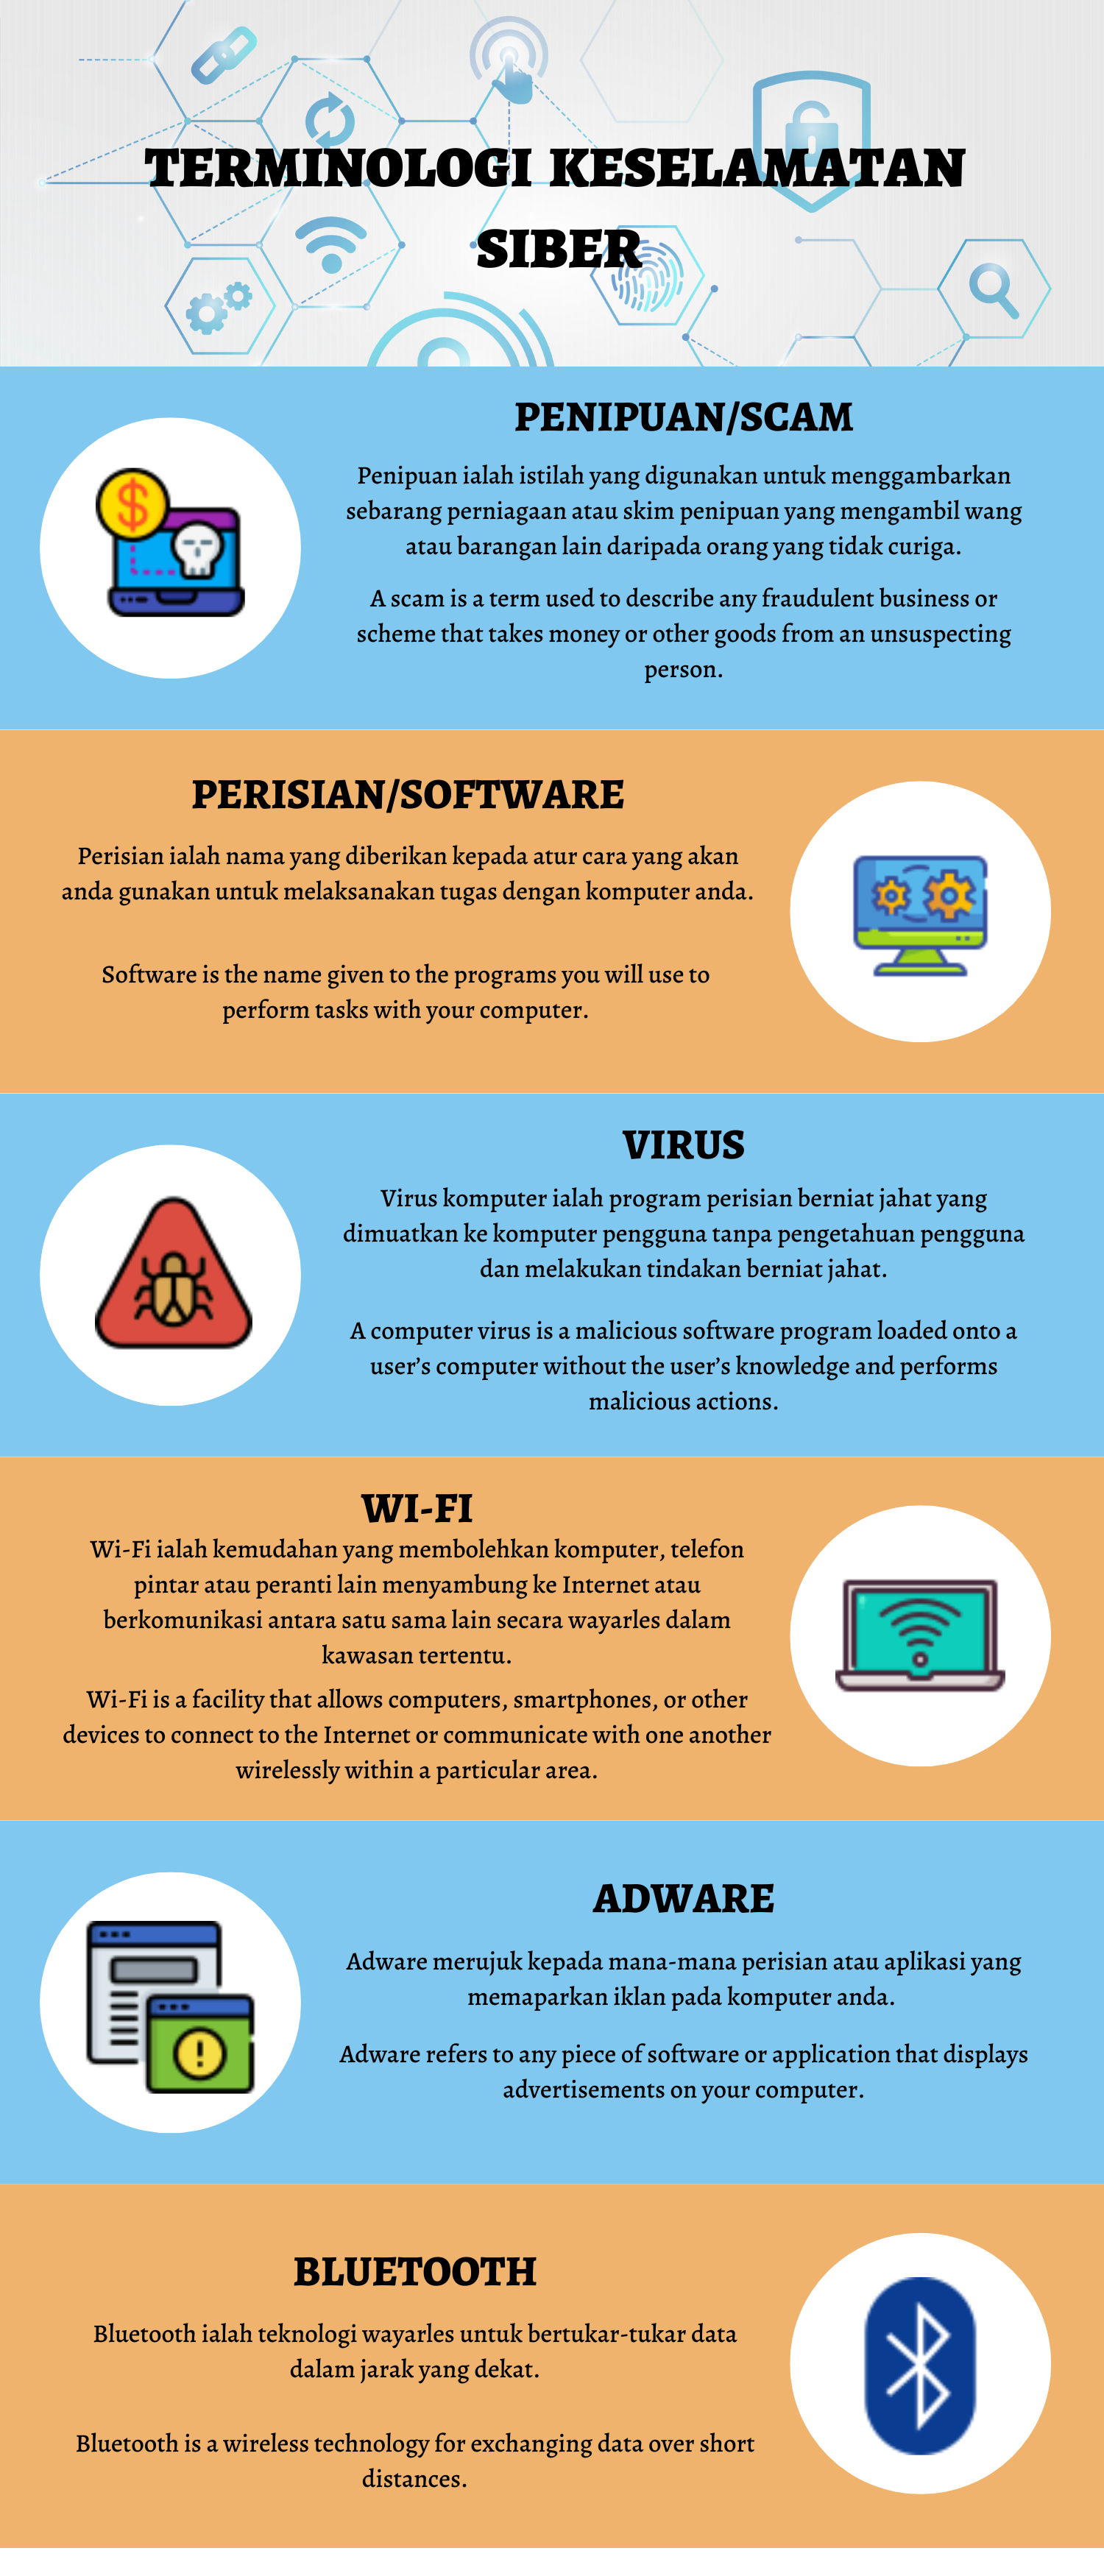 TERMINOLOGI KESELAMATAN
SIBER
PENIPUAN/SCAM
Penipuan ialah istilah yang digunakan untuk menggambarkan
sebarang perniagaan atau skim penipuan yang mengambil wang
atau barangan lain daripada orang yang tidak curiga.
A scam is a term used to describe any fraudulent business or
scheme that takes money or other goods from an unsuspecting
person.
PERISIAN/SOFTWARE
Perisian ialah nama yang diberikan kepada atur cara yang akan
anda gunakan untuk melaksanakan tugas dengan komputer anda.
Software is the name given to the programs you will use to
perform tasks with your computer.
VIRUS
Virus komputer ialah program perisian berniat jahat yang
dimuatkan ke komputer pengguna tanpa pengetahuan pengguna
dan melakukan tindakan berniat jahat.
A computer virus is a malicious software program loaded onto a
user’s computer without the user’s knowledge and performs
malicious actions.
WI-FI
Wi-Fi ialah kemudahan yang membolehkan komputer, telefon
pintar atau peranti lain menyambung ke Internet atau
berkomunikasi antara satu sama lain secara wayarles dalam
kawasan tertentu.
Wi-Fi is a facility that allows computers, smartphones, or other
devices to connect to the Internet or communicate with one another
wirelessly within a particular area.
ADWARE
Adware merujuk kepada mana-mana perisian atau aplikasi yang
memaparkan iklan pada komputer anda.
Adware refers to any piece of software or application that displays
advertisements on your computer.
BLUETOOTH
Bluetooth ialah teknologi wayarles untuk bertukar-tukar data
dalam jarak yang dekat.
Bluetooth is a wireless technology for exchanging data over short
distances.